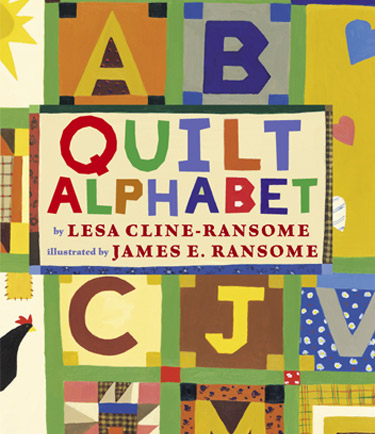 A B
QUILT
ALPHABET
by LESA CLINE-RANSOME
illustrated by JAMES E. RANSOME
C J V
M